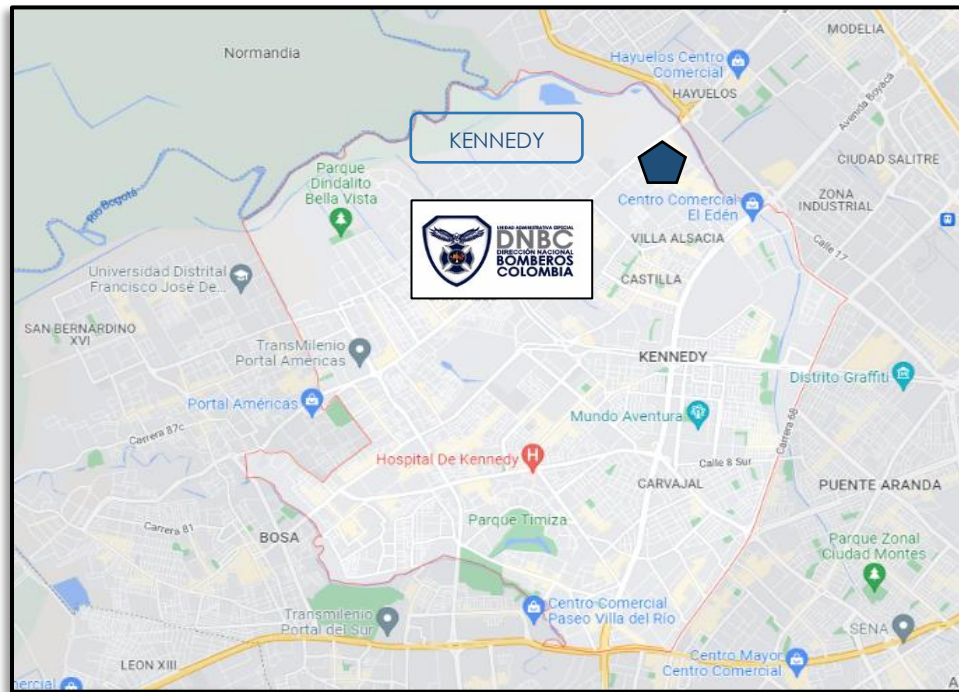 MODELIA
Normandia
Hayuelos Centro
Comercial
HAYUELOS
Avenida Boyacá
KENNEDY
CIUDAD SALITRE
Parque
Dindalito
Bella Vista
Centro Comercial
El Edén
ZONA
INDUSTRIAL
Río Bogotá
UNIDAD ADMINISTRATIVA ESPECIAL
DNBC
DIRECCIÓN NACIONAL
BOMBEROS
COLOMBIA
VILLA ALSACIA
Calle 17
Universidad Distrital
Francisco José De...
CASTILLA
SAN BERNARDINO
XVI
TransMilenio
Portal Américas
KENNEDY
Distrito Graffiti
Portal Américas
Mundo Aventura
Carrera 68
Carrera 87c
Hospital De Kennedy
H
Calle 8 Sur
CARVAJAL
PUENTE ARANDA
Carrera 81
BOSA
Parque Timiza
Parque Zonal
Ciudad Montes
Transmilenio
Portal del Sur
Centro Comercial
Paseo Villa del Río
SENA
LEON XIII
Centro Mayor
Centro Comercial
ercial
A